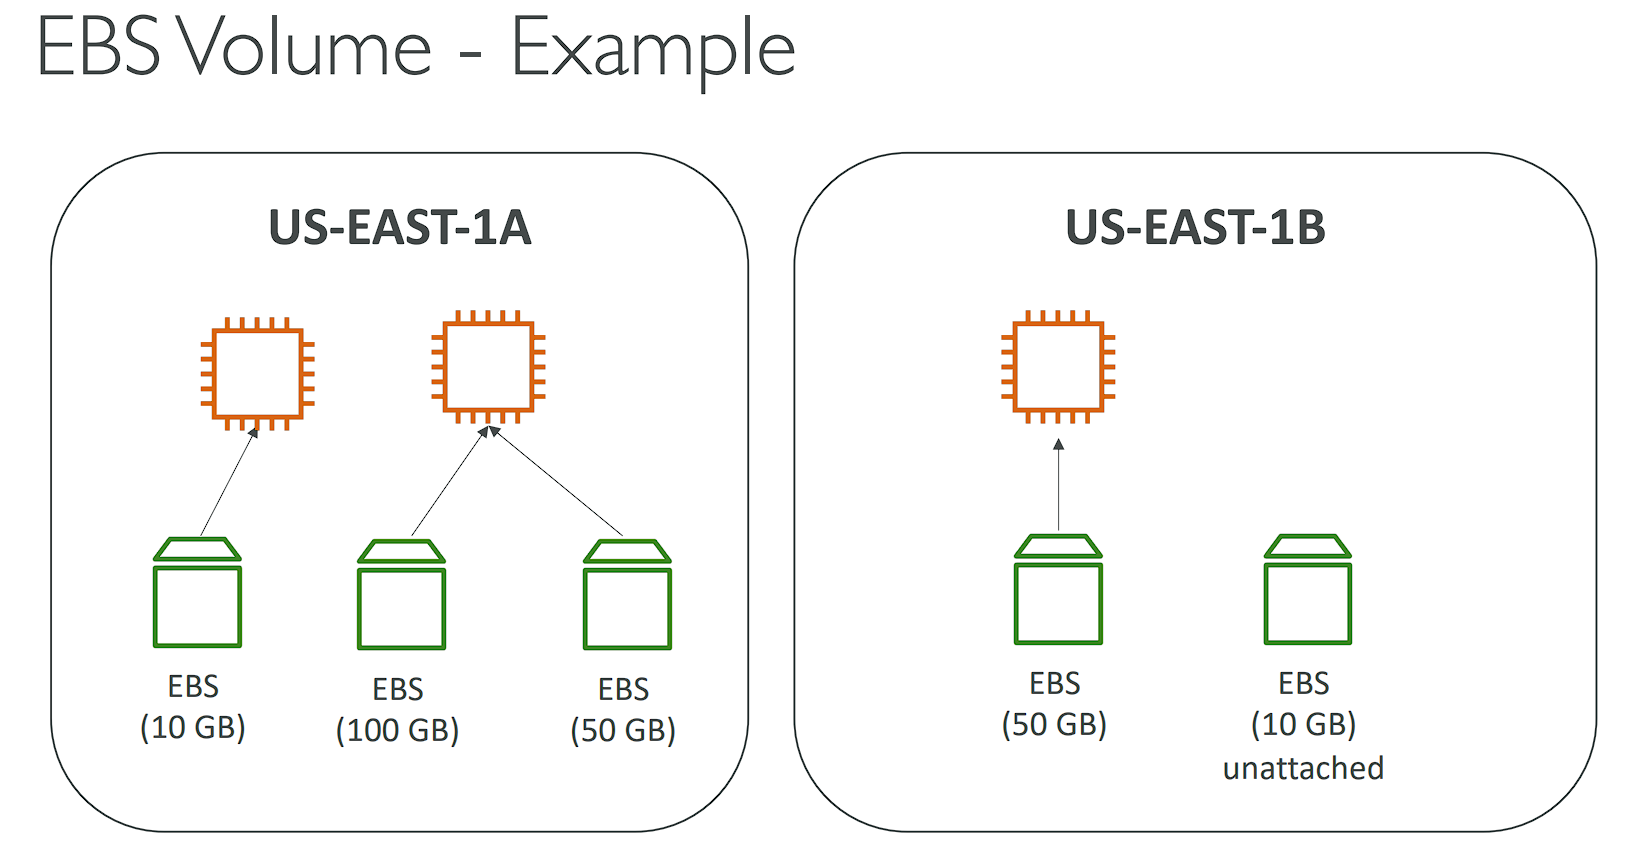 EBS Volume - Example
US-EAST-1A
EBS
(10 GB)
EBS
(100 GB)
EBS
(50 GB)
US-EAST-1B
EBS
(50 GB)
EBS
(10 GB)
unattached